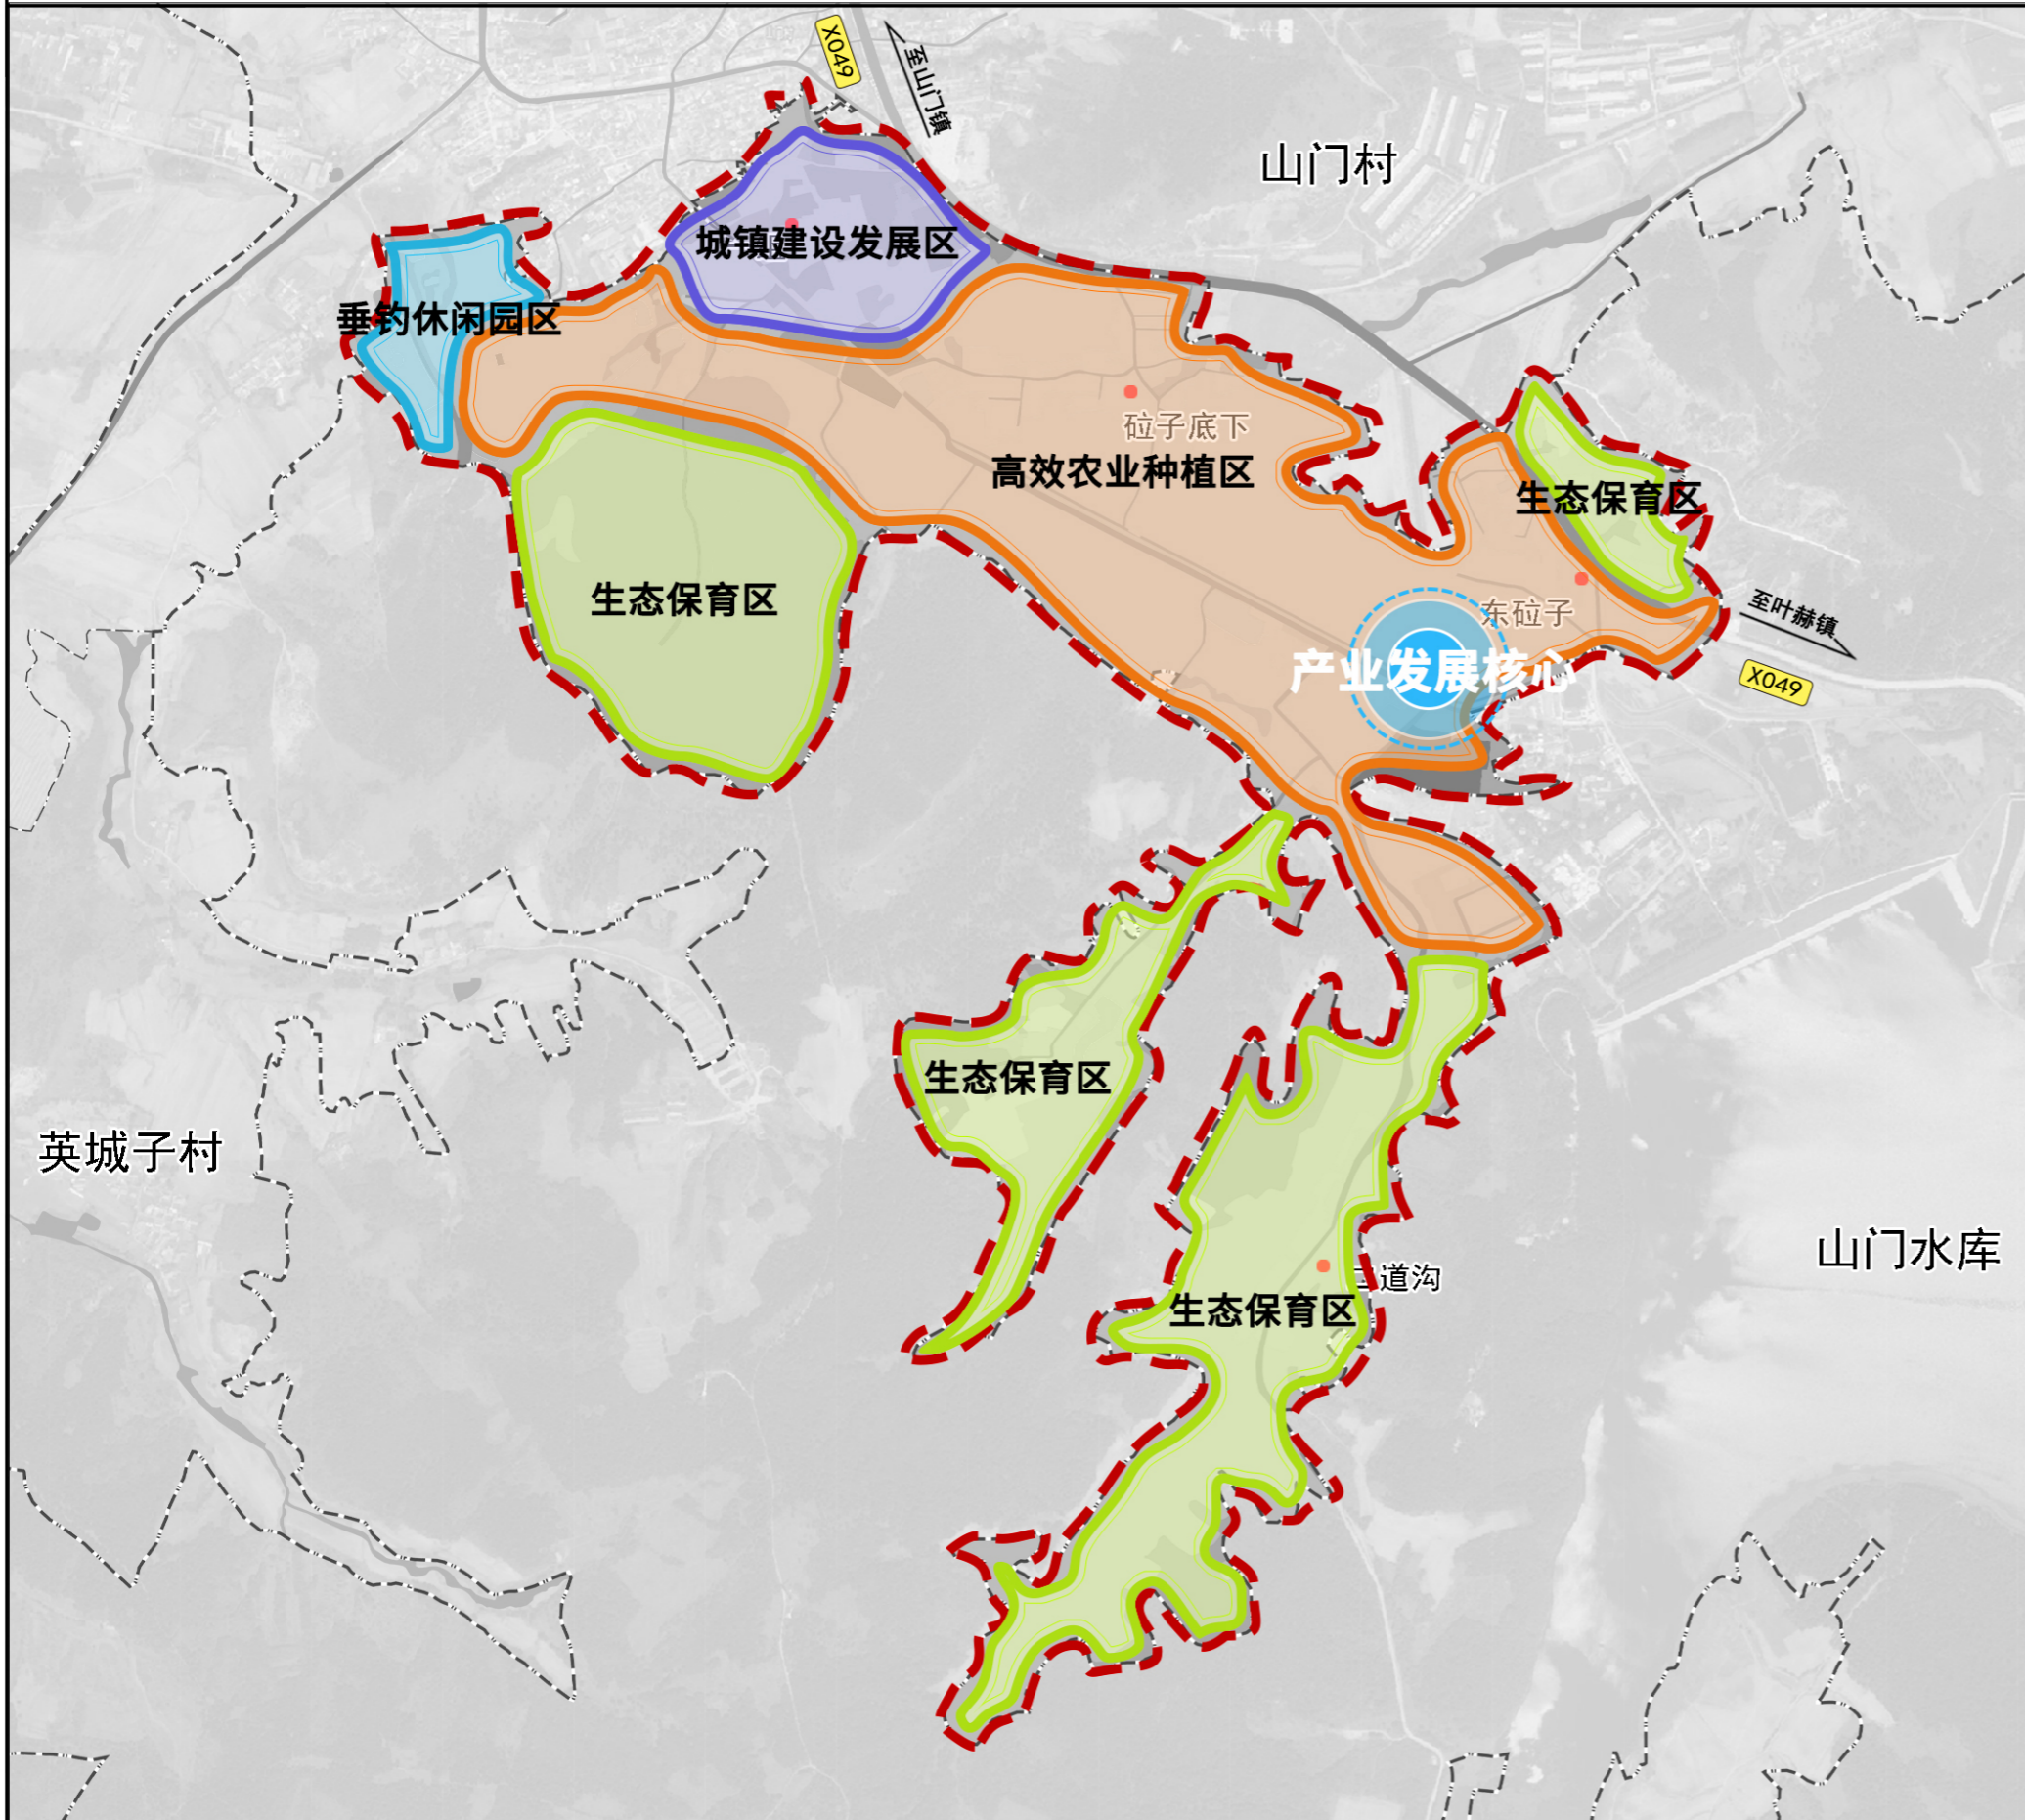 X049
至山门镇
山门村
城镇建设发展区
垂钓休闲园区
砬子底下
高效农业种植区
生态保育区
生态保育区
东砬子
至叶赫镇
产业发展核心
X049
生态保育区
英城子村
山门水库
道沟
生态保育区